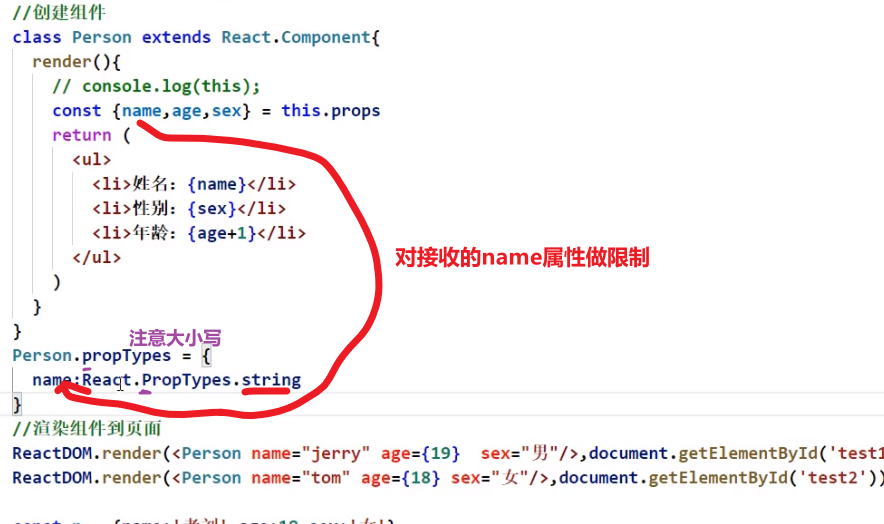 //创建组件
class Person extends React.Component{
render(){
// console.log(this);
const {name,age,sex} = this.props
return (
<ul>
<li>姓名：{name}</li>
<li>性别：{sex}</li>
<li>年龄：{age+1}</li>
</ul>
)
}
}
对接收的name属性做限制
注意大小写
Person.propTypes = {
name:React.PropTypes.string
}
//渲染组件到页面
ReactDOM.render(<Person name="jerry" age={19}  sex="男"/>,document.getElementById('test1
ReactDOM.render(<Person name="tom" age={18} sex="女"/>,document.getElementById('test2'))